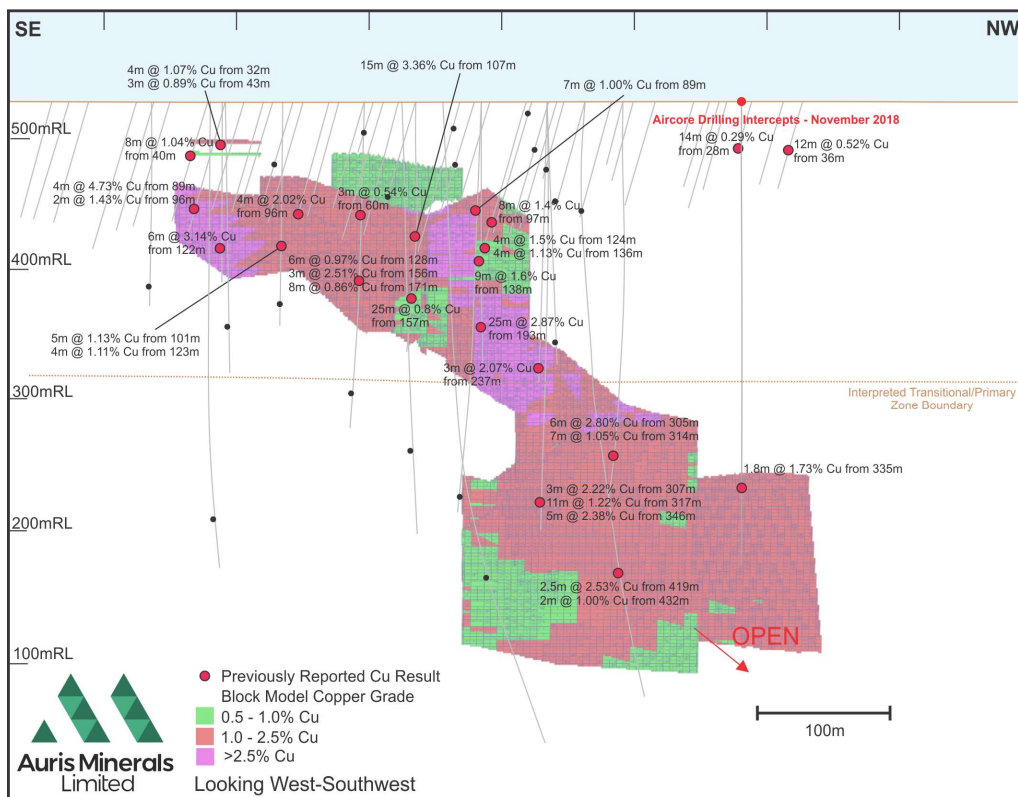 SE
NW
4m @ 1.07% Cu from 32m
3m @ 0.89% Cu from 43m
15m @ 3.36% Cu from 107m
7m @ 1.00% Cu from 89m
Aircore Drilling Intercepts - November 2018
500mRL
8m @ 1.04% Cu
from 40m
14m @ 0.29% Cu
from 28m
12m @ 0.52% Cu
from 36m
4m @ 4.73% Cu from 89m
2m @ 1.43% Cu from 96m
4m @ 2.02% Cu
from 96m
3m @ 0.54% Cu
from 60m
8m @ 1.4% Cu
from 97m
6m @ 3.14% Cu
from 122m
4m @ 1.5% Cu from 124m
4m @ 1.13% Cu from 136m
400mRL
6m @ 0.97% Cu from 128m
3m @ 2.51% Cu from 156m
8m @ 0.86% Cu from 171m
9m @ 1.6% Cu
from 138m
25m @ 0.8% Cu
from 157m
25m @ 2.87% Cu
from 193m
5m @ 1.13% Cu from 101m
4m @ 1.11% Cu from 123m
3m @ 2.07% Cu
from 237m
300mRL
Interpreted Transitional/Primary
Zone Boundary
6m @ 2.80% Cu from 305m
7m @ 1.05% Cu from 314m
1.8m @ 1.73% Cu from 335m
3m @ 2.22% Cu from 307m
11m @ 1.22% Cu from 317m
5m @ 2.38% Cu from 346m
200mRL
2.5m @ 2.53% Cu from 419m
2m @ 1.00% Cu from 432m
OPEN
100mRL
Previously Reported Cu Result
Block Model Copper Grade
0.5 - 1.0% Cu
1.0 - 2.5% Cu
>2.5% Cu
Looking West-Southwest
100m
Auris Minerals
Limited